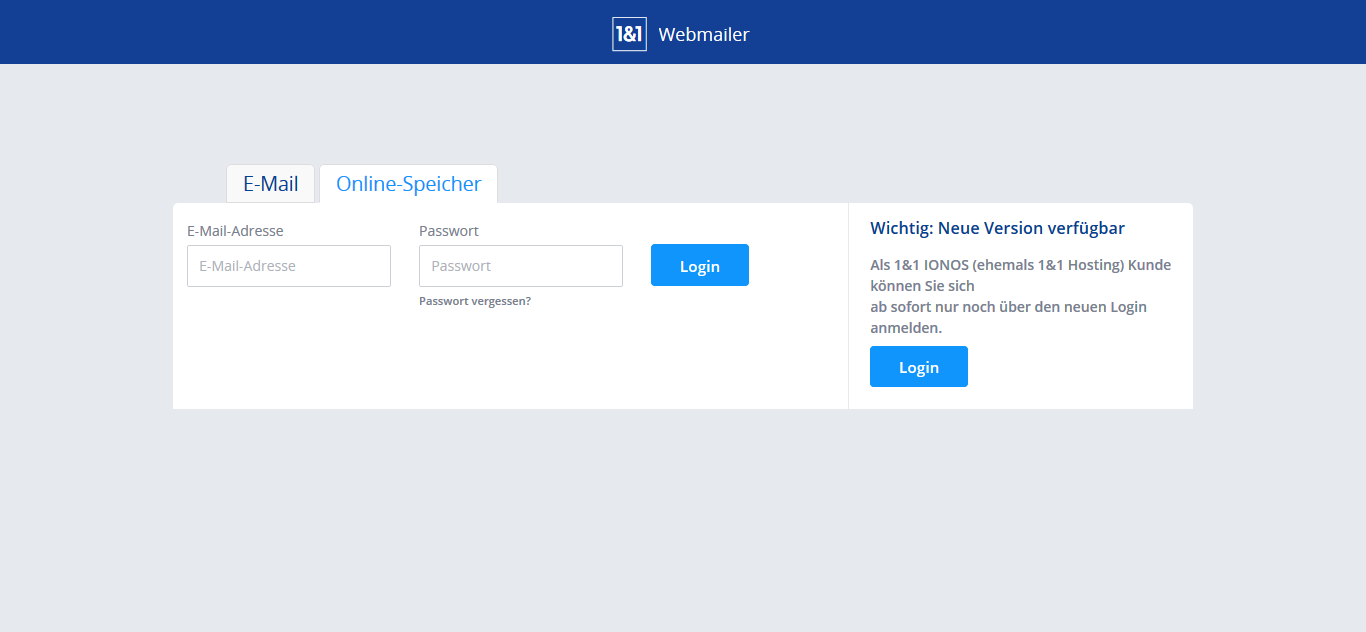 1&1 Webmailer
E-Mail
Online-Speicher
E-Mail-Adresse
E-Mail-Adresse
Passwort
Passwort
Login
Passwort vergessen?
Wichtig: Neue Version verfügbar
Als 1&1 IONOS (ehemals 1&1 Hosting) Kunde
können Sie sich
ab sofort nur noch über den neuen Login
anmelden.
Login